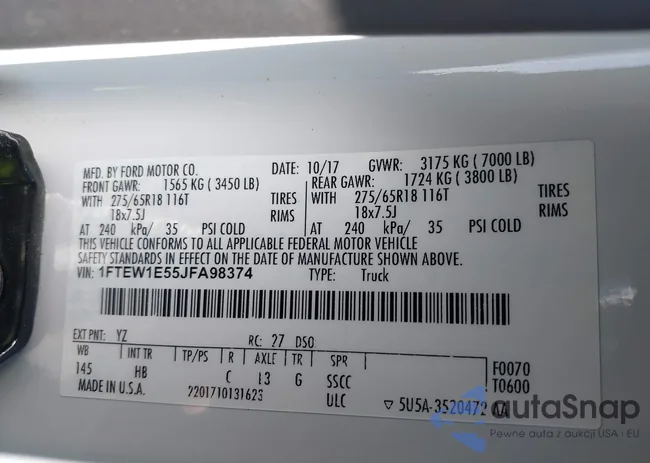 MFD. BY FORD MOTOR CO.
DATE: 10/17 GVWR: 3175 KG ( 7000 LB)
FRONT GAWR: 1565 KG ( 3450 LB)
REAR GAWR: 1724 KG ( 3800 LB)
WITH 275/65R18 116T TIRES
WITH 275/65R18 116T TIRES
18x7.5J RIMS
18x7.5J RIMS
AT 240 kPa/ 35 PSI COLD
AT 240 kPa/ 35 PSI COLD
THIS VEHICLE CONFORMS TO ALL APPLICABLE FEDERAL MOTOR VEHICLE
SAFETY STANDARDS IN EFFECT ON THE DATE OF MANUFACTURE SHOWN ABOVE.
VIN: 1FTEW1E55JFA98374 TYPE: Truck
EXT PNT: YZ RC: 27 DSO
WB INT TR TP/PS R AXLE TR SPR
145 HB C 13 G SSCC
F0070
T0600
MADE IN U.S.A. 2201710131623 ULC ▽ 5U5A-3520472 AA
autoSnap
Pewne auta z aukcji USA i EU